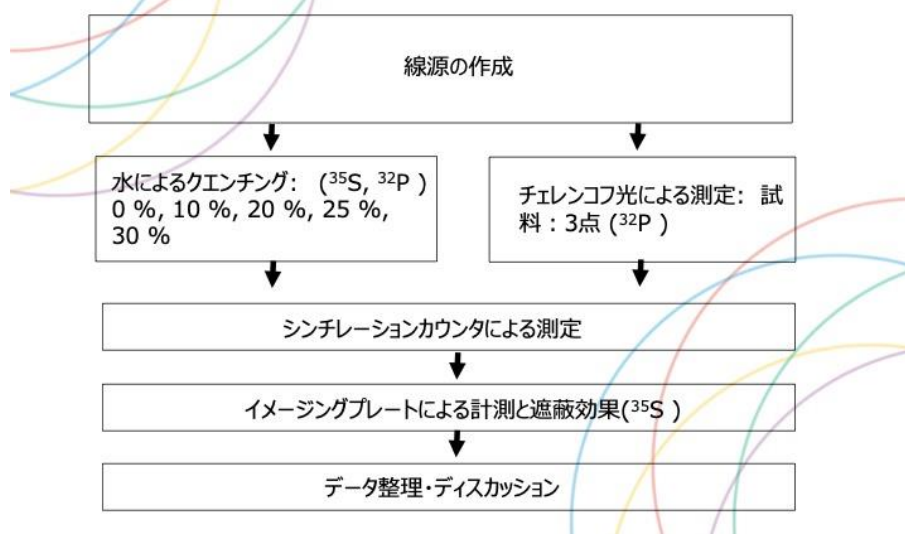 線源の作成
水によるクエンチング: (³⁵S, ³²P )
0 %, 10 %, 20 %, 25 %,
30 %
チェレンコフ光による測定: 試
料:3点 (³²P )
シンチレーションカウンタによる測定
イメージングプレートによる計測と遮蔽効果(³⁵S )
データ整理・ディスカッション